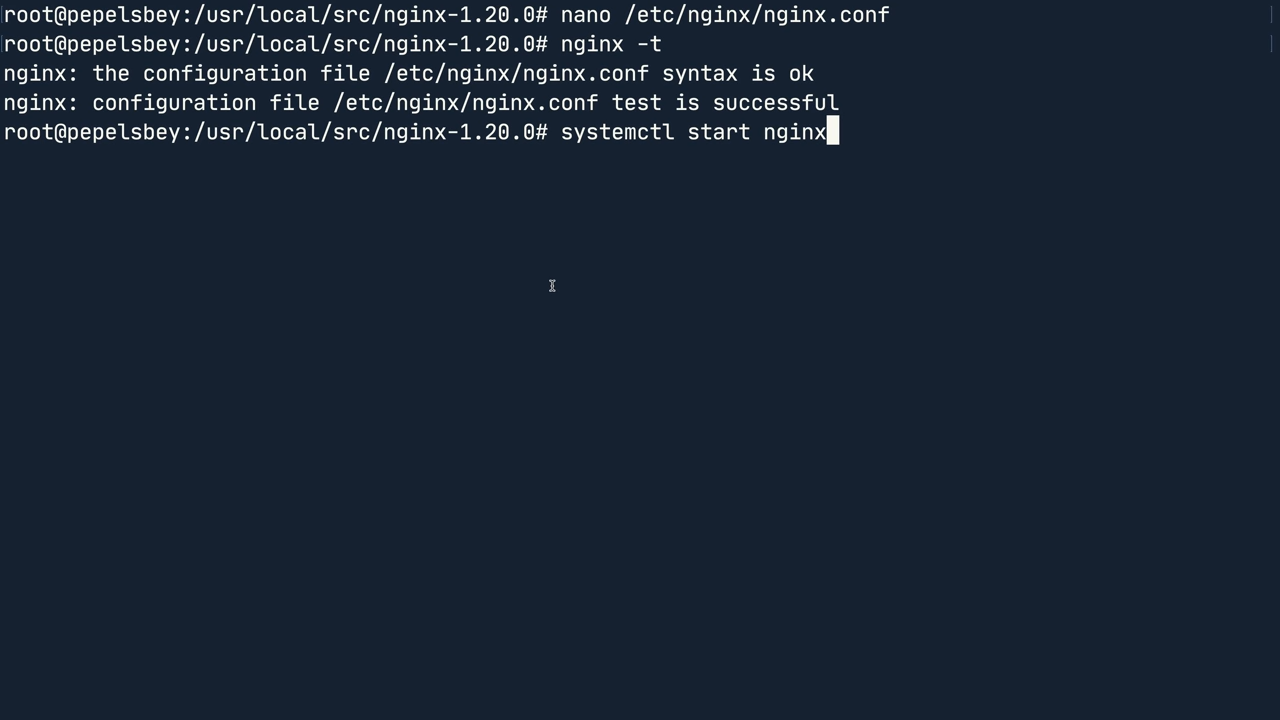 root@pepelsbey:/usr/local/src/nginx-1.20.0# nano /etc/nginx/nginx.conf
root@pepelsbey:/usr/local/src/nginx-1.20.0# nginx -t
nginx: the configuration file /etc/nginx/nginx.conf syntax is ok
nginx: configuration file /etc/nginx/nginx.conf test is successful
root@pepelsbey:/usr/local/src/nginx-1.20.0# systemctl start nginx